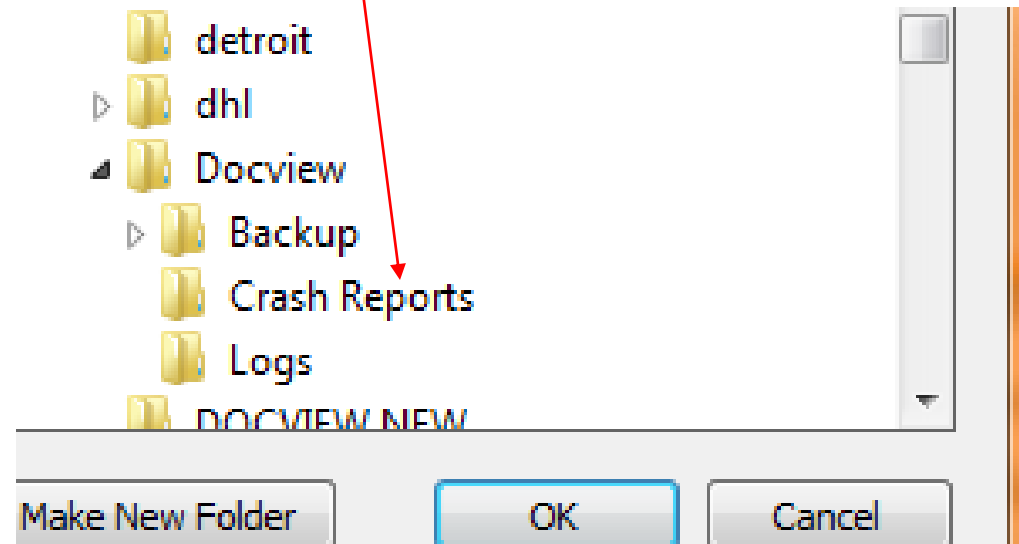 detroit
dhl
Docview
Backup
Crash Reports
Logs
DOCVIEW NEW
Make New Folder
OK
Cancel